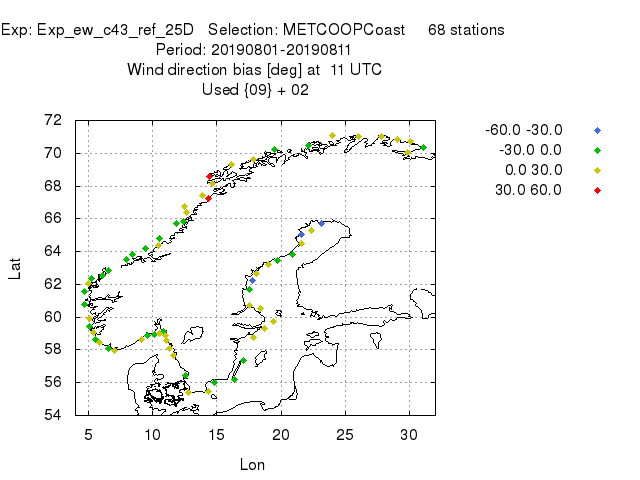 Exp: Exp_ew_c43_ref_25D   Selection: METCOOPCoast     68 stations
Period: 20190801-20190811
Wind direction bias [deg] at  11 UTC
Used {09} + 02
-60.0 -30.0
-30.0 0.0
0.0 30.0
30.0 60.0
72
70
68
66
64
62
60
58
56
54
Lat
5 10 15 20 25 30
Lon